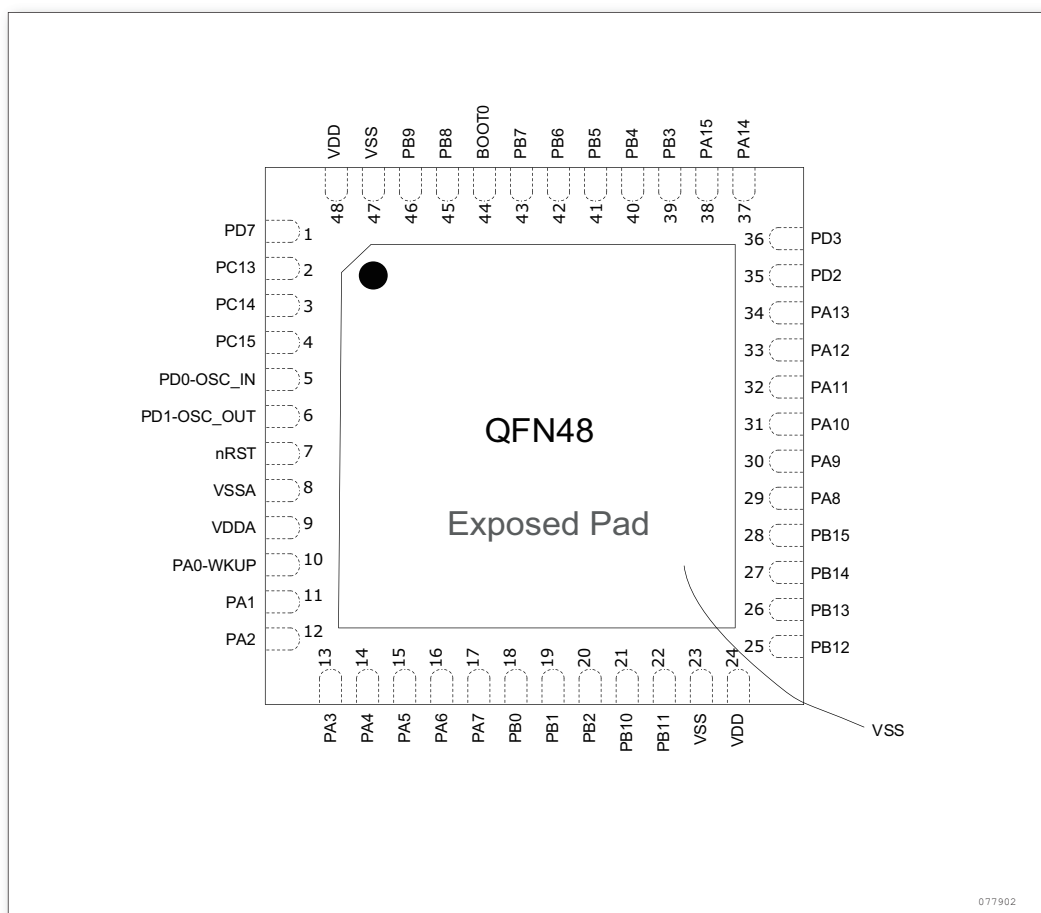 VDD
VSS
PB9
PB8
BOOT0
PB7
PB6
PB5
PB4
PB3
PA15
PA14
48
47
46
45
44
43
42
41
40
39
38
37
PD7 1
PC13 2
PC14 3
PC15 4
PD0-OSC_IN 5
PD1-OSC_OUT 6
nRST 7
VSSA 8
VDDA 9
PA0-WKUP 10
PA1 11
PA2 12
36 PD3
35 PD2
34 PA13
33 PA12
32 PA11
31 PA10
30 PA9
29 PA8
28 PB15
27 PB14
26 PB13
25 PB12
QFN48
Exposed Pad
13
14
15
16
17
18
19
20
21
22
23
24
PA3
PA4
PA5
PA6
PA7
PB0
PB1
PB2
PB10
PB11
VSS
VDD
VSS
077902